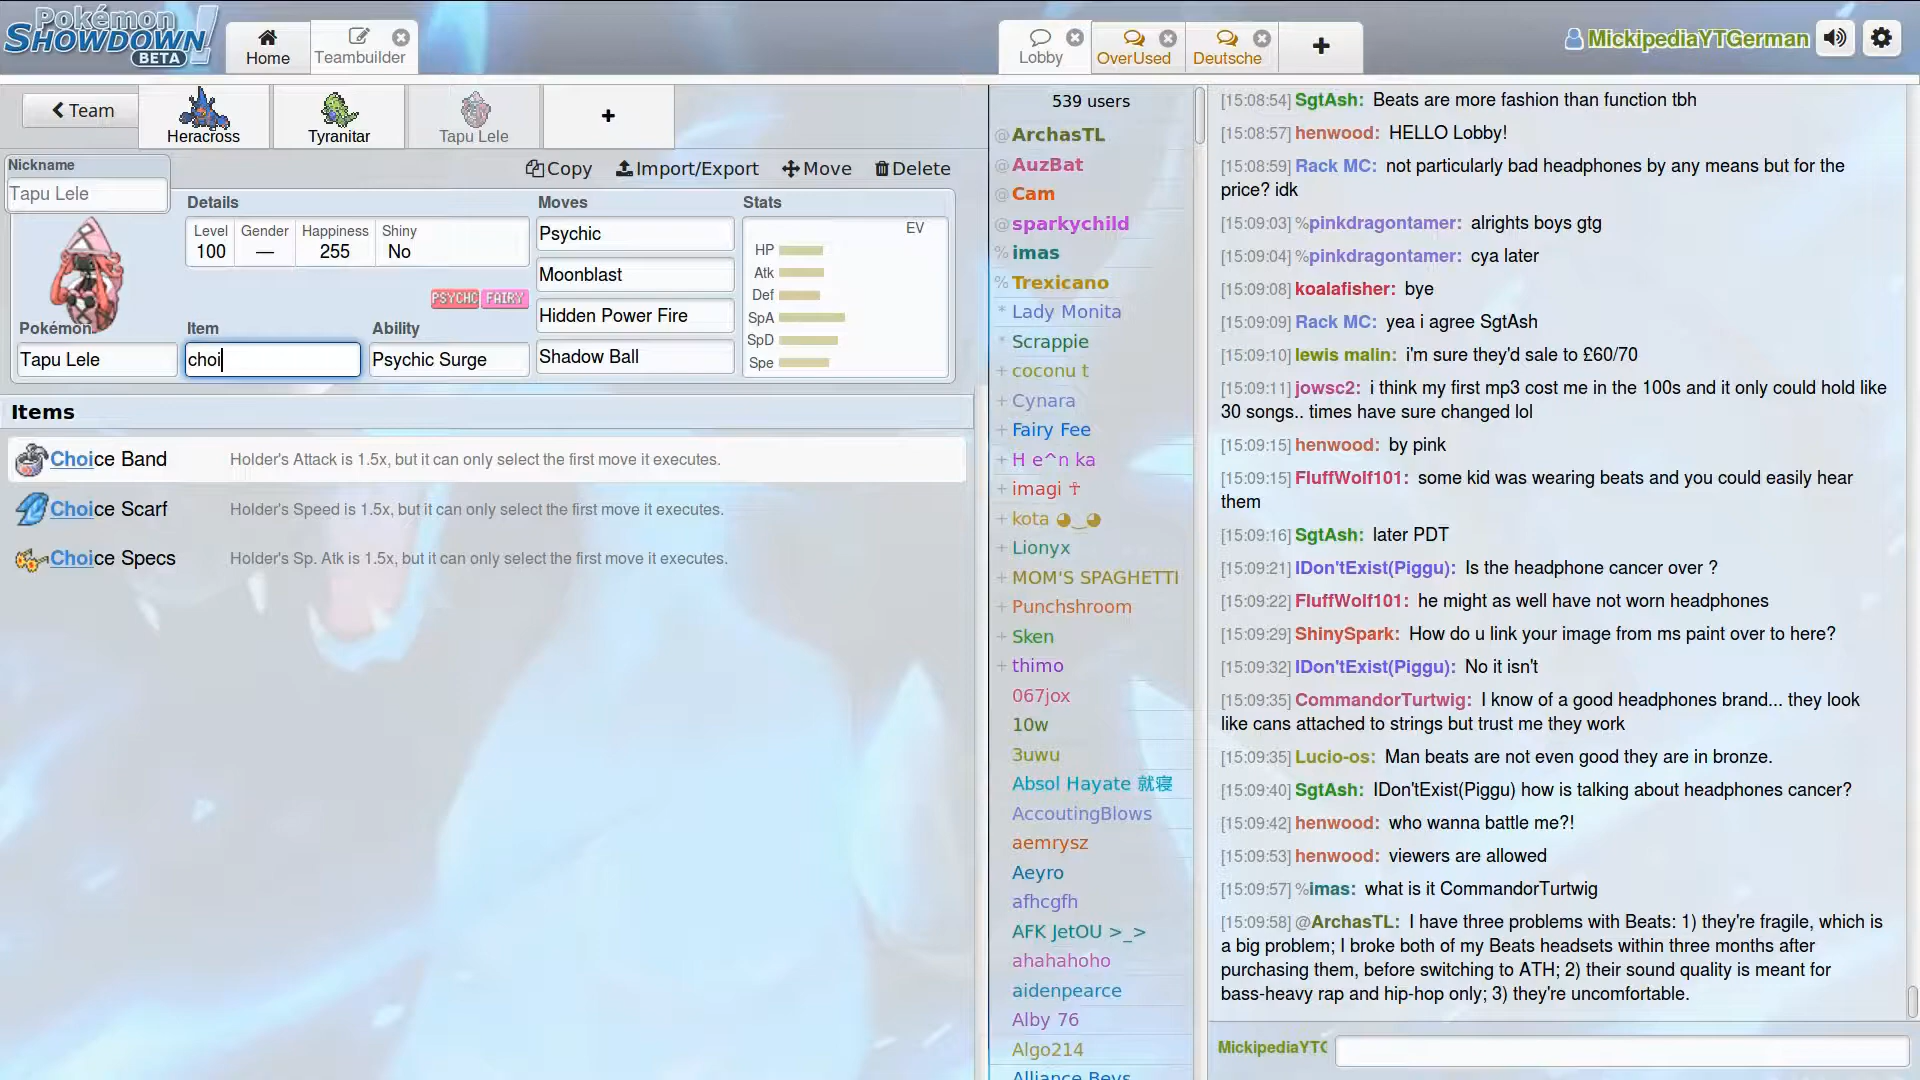 Pokémon
SHOWDOWN!
BETA
Home
Teambuilder
Lobby
OverUsed
Deutsche
MickipediaYTGerman
Team
Heracross
Tyranitar
Tapu Lele
Nickname
Tapu Lele
Copy
Import/Export
Move
Delete
Details
Level
100
Gender
—
Happiness
255
Shiny
No
PSYCHC
FAIRY
Pokémon
Tapu Lele
Item
choi
Ability
Psychic Surge
Moves
Psychic
Moonblast
Hidden Power Fire
Shadow Ball
Stats
EV
HP
Atk
Def
SpA
SpD
Spe
Items
Choice Band Holder's Attack is 1.5x, but it can only select the first move it executes.
Choice Scarf Holder's Speed is 1.5x, but it can only select the first move it executes.
Choice Specs Holder's Sp. Atk is 1.5x, but it can only select the first move it executes.
539 users
@ArchasTL
@AuzBat
@Cam
@sparkychild
%imas
%Trexicano
*Lady Monita
*Scrappie
+coconu t
+Cynara
+Fairy Fee
+H e^n ka
+imagi ☥
+kota ◕‿◕
+Lionyx
+MOM'S SPAGHETTI
+Punchshroom
+Sken
+thimo
067jox
10w
3uwu
Absol Hayate 就寝
AccoutingBlows
aemrysz
Aeyro
afhcgfh
AFK JetOU >_>
ahahahoho
aidenpearce
Alby 76
Algo214
Alliance Beys
[15:08:54] SgtAsh: Beats are more fashion than function tbh
[15:08:57] henwood: HELLO Lobby!
[15:08:59] Rack MC: not particularly bad headphones by any means but for the
price? idk
[15:09:03] %pinkdragontamer: alrights boys gtg
[15:09:04] %pinkdragontamer: cya later
[15:09:08] koalafisher: bye
[15:09:09] Rack MC: yea i agree SgtAsh
[15:09:10] lewis malin: i'm sure they'd sale to £60/70
[15:09:11] jowsc2: i think my first mp3 cost me in the 100s and it only could hold like
30 songs.. times have sure changed lol
[15:09:15] henwood: by pink
[15:09:15] FluffWolf101: some kid was wearing beats and you could easily hear
them
[15:09:16] SgtAsh: later PDT
[15:09:21] IDon'tExist(Piggu): Is the headphone cancer over ?
[15:09:22] FluffWolf101: he might as well have not worn headphones
[15:09:29] ShinySpark: How do u link your image from ms paint over to here?
[15:09:32] IDon'tExist(Piggu): No it isn't
[15:09:35] CommandorTurtwig: I know of a good headphones brand... they look
like cans attached to strings but trust me they work
[15:09:35] Lucio-os: Man beats are not even good they are in bronze.
[15:09:40] SgtAsh: IDon'tExist(Piggu) how is talking about headphones cancer?
[15:09:42] henwood: who wanna battle me?!
[15:09:53] henwood: viewers are allowed
[15:09:57] %imas: what is it CommandorTurtwig
[15:09:58] @ArchasTL: I have three problems with Beats: 1) they're fragile, which is
a big problem; I broke both of my Beats headsets within three months after
purchasing them, before switching to ATH; 2) their sound quality is meant for
bass-heavy rap and hip-hop only; 3) they're uncomfortable.
MickipediaYTG